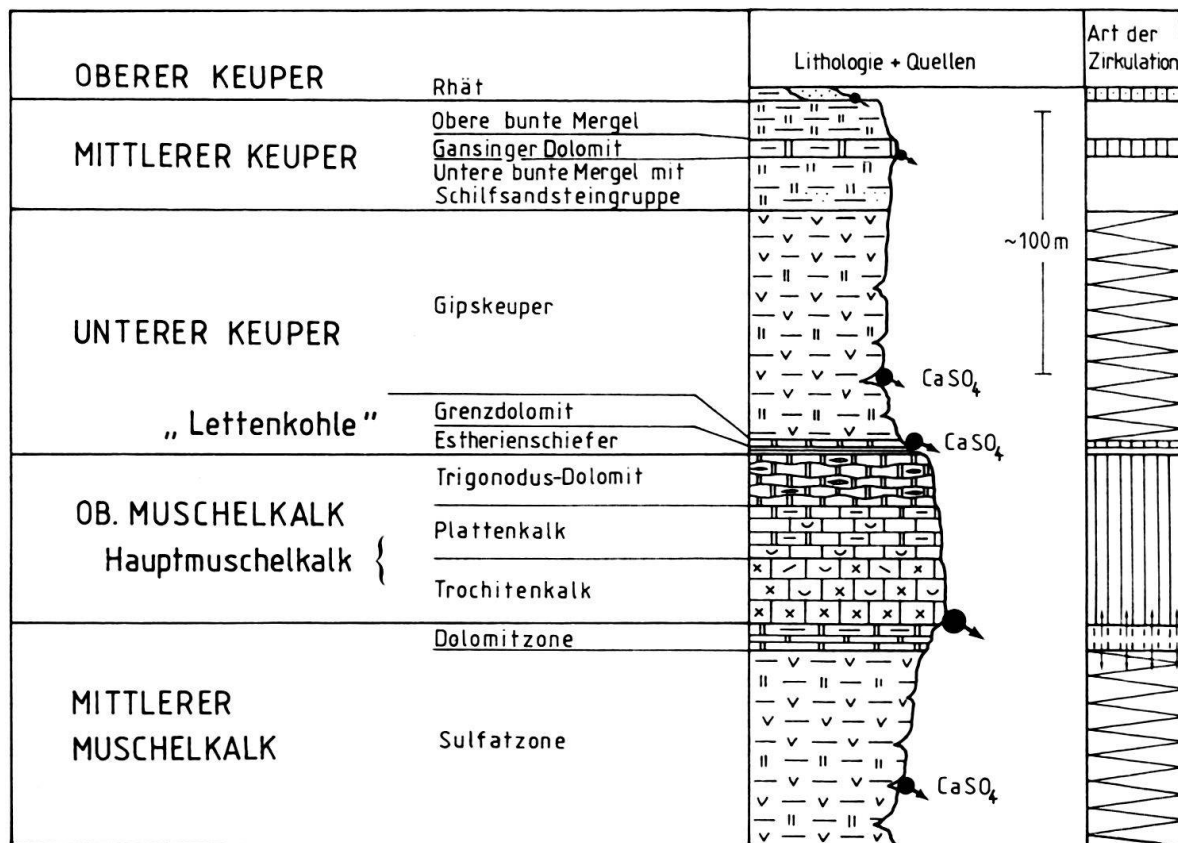 Lithologie + Quellen
Art der
Zirkulation
OBERER KEUPER
Rhät
MITTLERER KEUPER
Obere bunte Mergel
Gansinger Dolomit
Untere bunte Mergel mit
Schilfsandsteingruppe
~100 m
UNTERER KEUPER
Gipskeuper
CaSO₄
„Lettenkohle"
Grenzdolomit
Estherienschiefer
CaSO₄
OB. MUSCHELKALK
Hauptmuschelkalk {
Trigonodus-Dolomit
Plattenkalk
Trochitenkalk
MITTLERER
MUSCHELKALK
Dolomitzone
Sulfatzone
CaSO₄